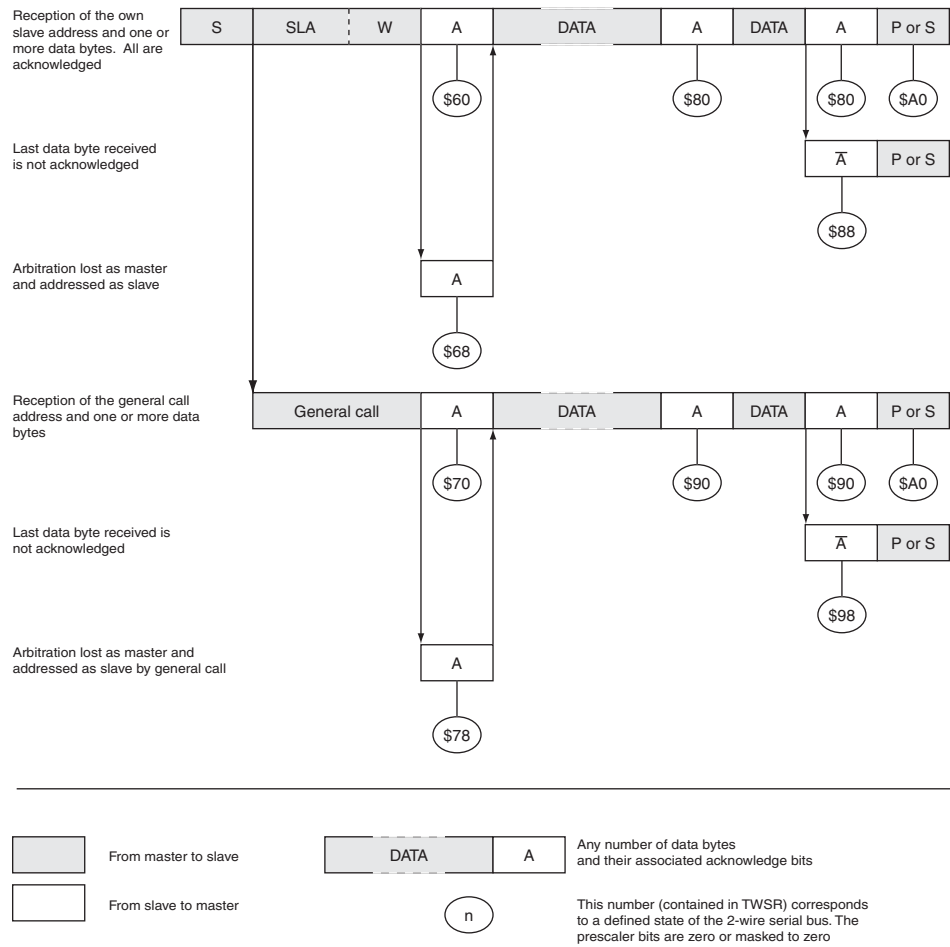 Reception of the own
slave address and one or
more data bytes. All are
acknowledged
S SLA W A DATA A DATA A P or S
$60 $80 $80 $A0
Last data byte received
is not acknowledged
A̅ P or S
$88
Arbitration lost as master
and addressed as slave
A
$68
Reception of the general call
address and one or more data
bytes
General call A DATA A DATA A P or S
$70 $90 $90 $A0
Last data byte received is
not acknowledged
A̅ P or S
$98
Arbitration lost as master and
addressed as slave by general call
A
$78
From master to slave
DATA A
Any number of data bytes
and their associated acknowledge bits
From slave to master
n
This number (contained in TWSR) corresponds
to a defined state of the 2-wire serial bus. The
prescaler bits are zero or masked to zero